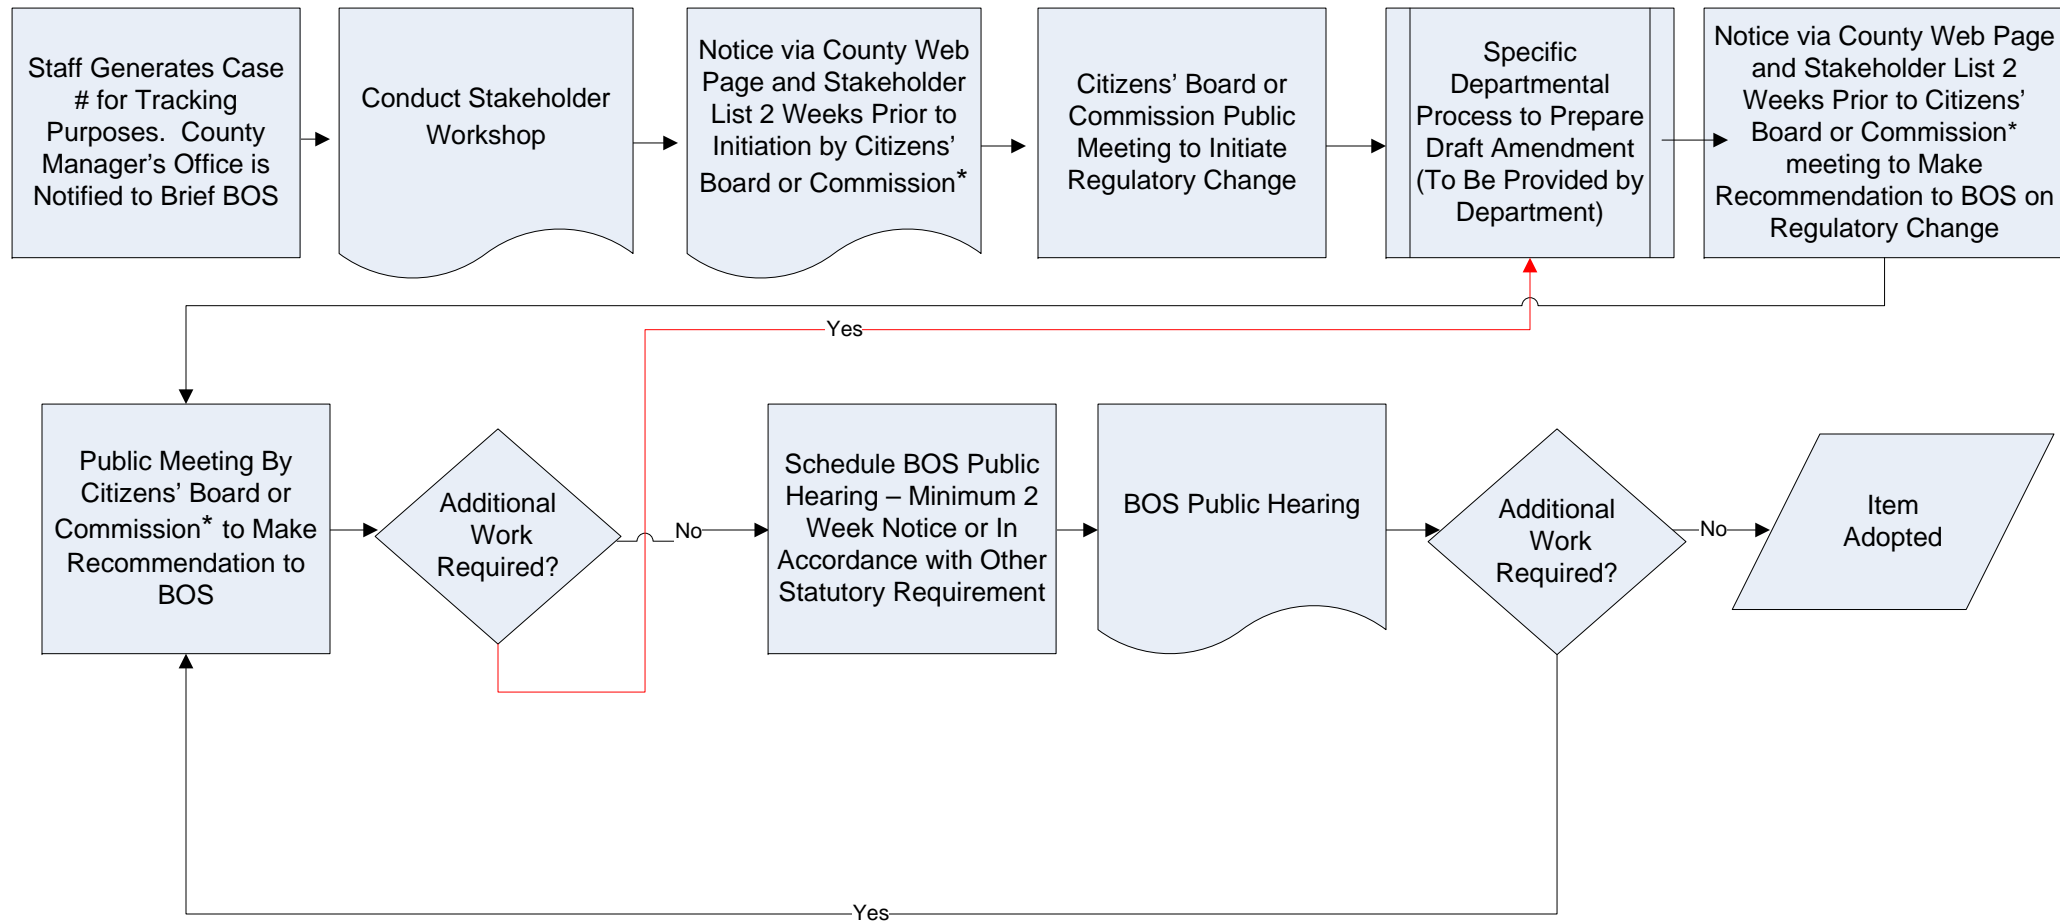 Staff Generates Case
# for Tracking
Purposes.  County
Manager’s Office is
Notified to Brief BOS
Conduct Stakeholder
Workshop
Notice via County Web
Page and Stakeholder
List 2 Weeks Prior to
Initiation by Citizens’
Board or Commission*
Citizens’ Board or
Commission Public
Meeting to Initiate
Regulatory Change
Specific
Departmental
Process to Prepare
Draft Amendment
(To Be Provided by
Department)
Notice via County Web Page
and Stakeholder List 2
Weeks Prior to Citizens’
Board or Commission*
meeting to Make
Recommendation to BOS on
Regulatory Change
Yes
Public Meeting By
Citizens’ Board or
Commission* to Make
Recommendation to
BOS
Additional
Work
Required?
No
Schedule BOS Public
Hearing – Minimum 2
Week Notice or In
Accordance with Other
Statutory Requirement
BOS Public Hearing
Additional
Work
Required?
No
Item
Adopted
Yes